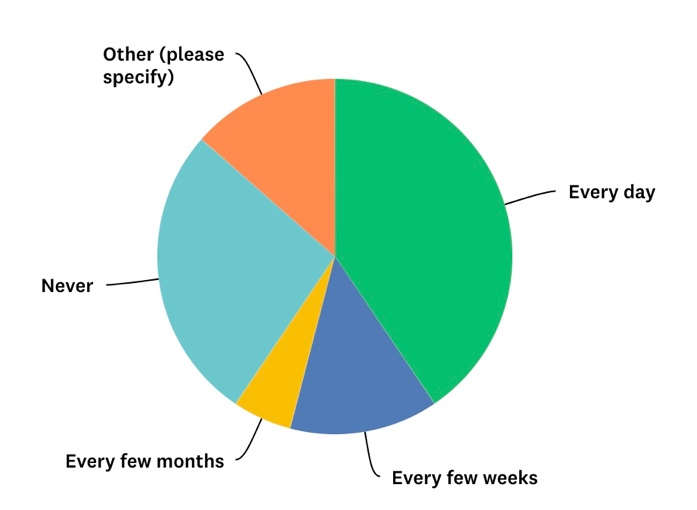 Other (please
specify)
Every day
Never
Every few months
Every few weeks